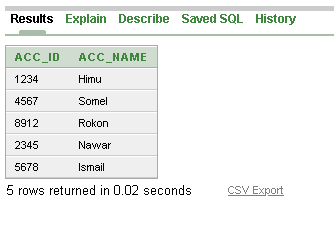 Results Explain Describe Saved SQL History
ACC_ID ACC_NAME
1234 Himu
4567 Somel
8912 Rokon
2345 Nawar
5678 Ismail
5 rows returned in 0.02 seconds CSV Export